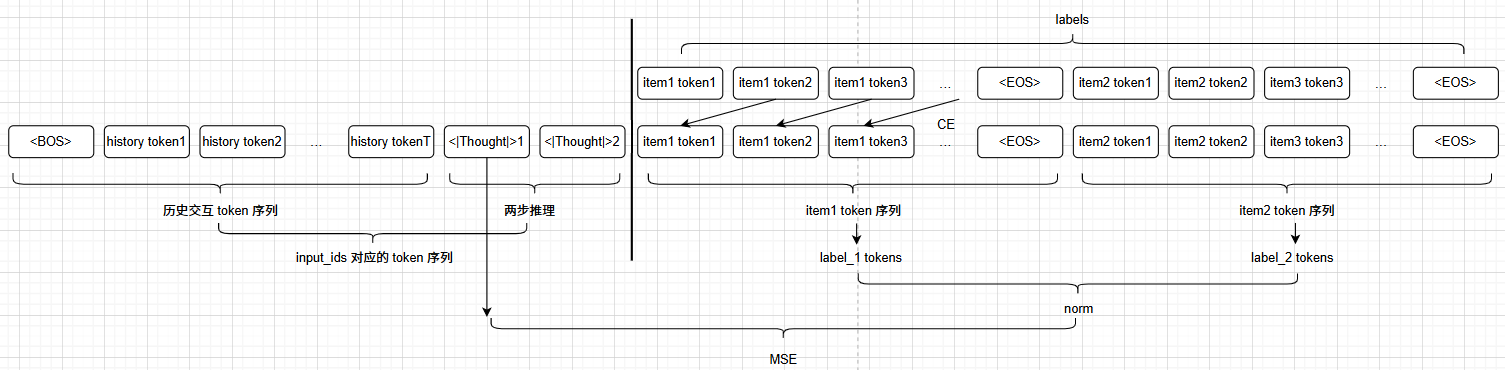 labels
item1 token1 item1 token2 item1 token3 ... <EOS> item2 token1 item2 token2 item3 token3 ... <EOS>
CE
<BOS> history token1 history token2 ... history tokenT <|Thought|>1 <|Thought|>2 item1 token1 item1 token2 item1 token3 ... <EOS> item2 token1 item2 token2 item3 token3 ... <EOS>
历史交互 token 序列 两步推理 item1 token 序列 item2 token 序列
input_ids 对应的 token 序列 label_1 tokens label_2 tokens
norm
MSE